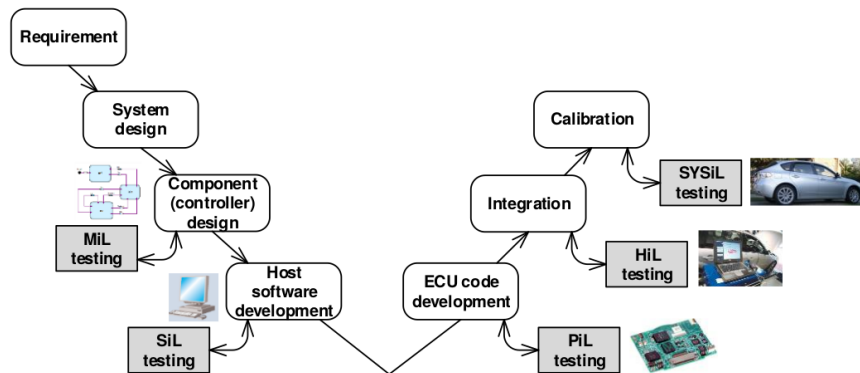 Requirement
System
design
Component
(controller)
design
MiL
testing
Host
software
development
SiL
testing
ECU code
development
PiL
testing
Integration
HiL
testing
Calibration
SYSiL
testing